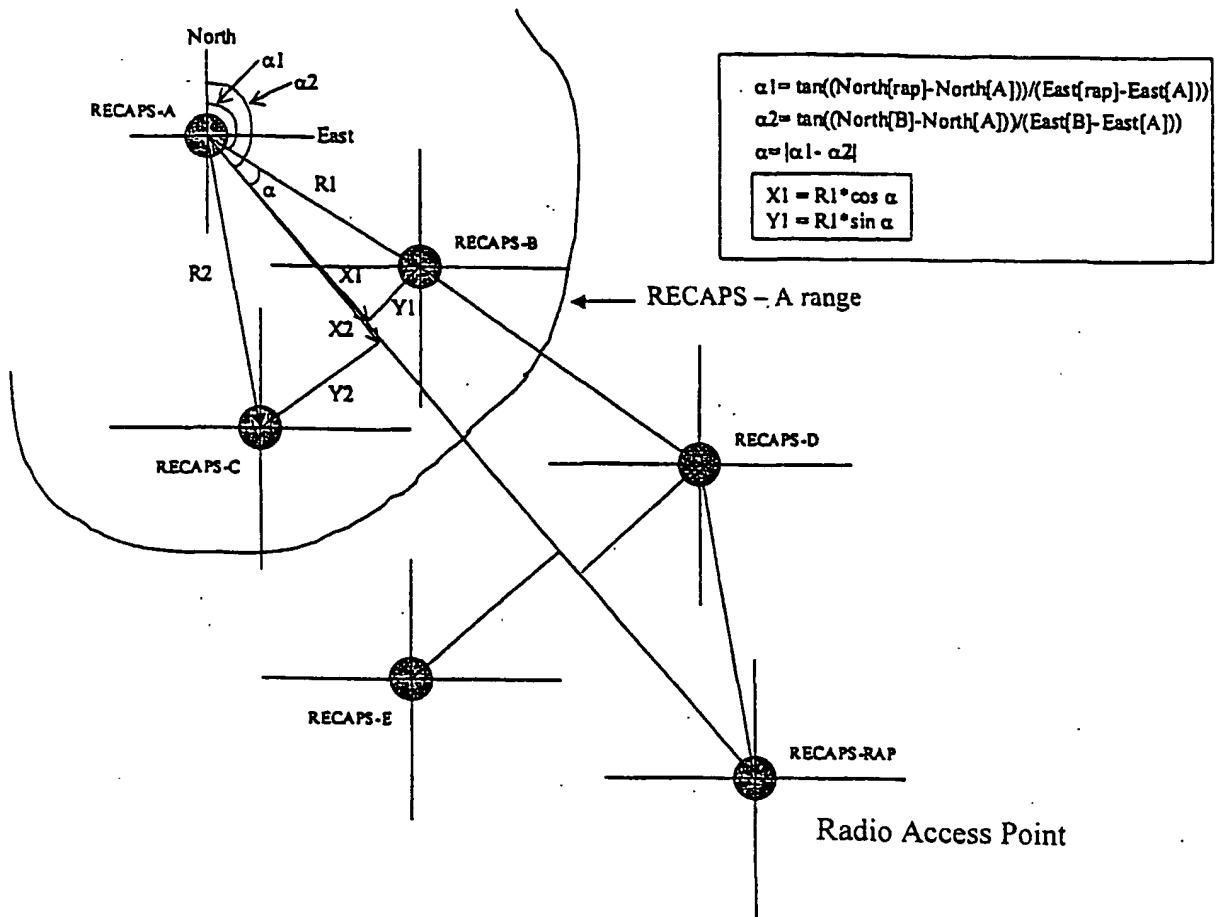 North
α1
α2
RECAPS-A
East
α
R1
R2
RECAPS-B
X1
Y1
X2
Y2
RECAPS - A range
RECAPS-C
RECAPS-D
RECAPS-E
RECAPS-RAP
Radio Access Point
α1= tan((North[rap]-North[A]))/(East[rap]-East[A]))
α2= tan((North[B]-North[A]))/(East[B]-East[A]))
α= |α1- α2|
X1 = R1*cos α
Y1 = R1*sin α